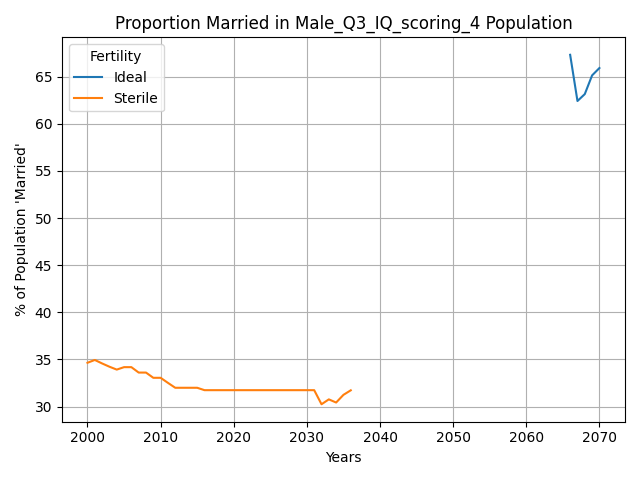 Proportion Married in Male_Q3_IQ_scoring_4 Population
Fertility
Ideal
Sterile
% of Population 'Married'
65
60
55
50
45
40
35
30
2000 2010 2020 2030 2040 2050 2060 2070
Years